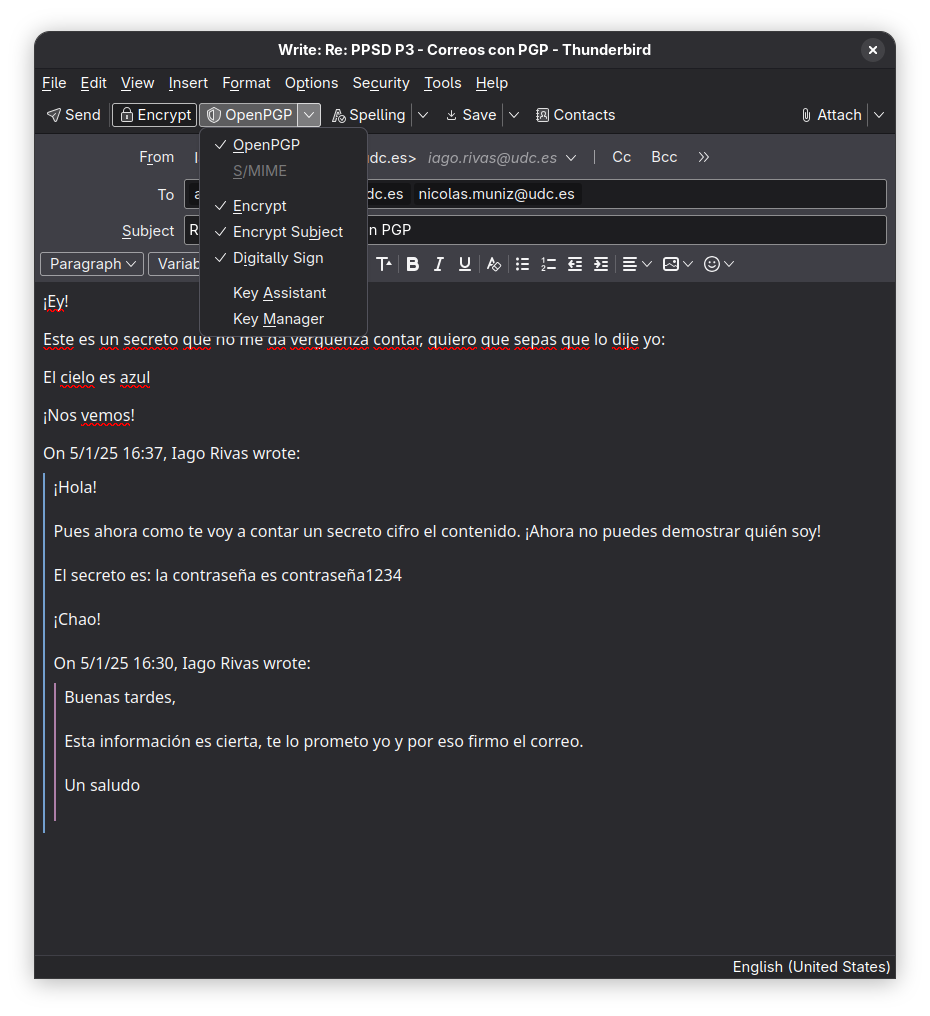 Write: Re: PPSD P3 - Correos con PGP - Thunderbird
File Edit View Insert Format Options Security Tools Help
Send Encrypt OpenPGP Spelling Save Contacts Attach
OpenPGP
S/MIME
Encrypt
Encrypt Subject
Digitally Sign
Key Assistant
Key Manager
From udc.es> iago.rivas@udc.es Cc Bcc
To udc.es nicolas.muniz@udc.es
Subject R n PGP
Paragraph Variab
¡Ey!
Este es un secreto que no me da vergüenza contar, quiero que sepas que lo dije yo:
El cielo es azul
¡Nos vemos!
On 5/1/25 16:37, Iago Rivas wrote:
¡Hola!
Pues ahora como te voy a contar un secreto cifro el contenido. ¡Ahora no puedes demostrar quién soy!
El secreto es: la contraseña es contraseña1234
¡Chao!
On 5/1/25 16:30, Iago Rivas wrote:
Buenas tardes,
Esta información es cierta, te lo prometo yo y por eso firmo el correo.
Un saludo
English (United States)